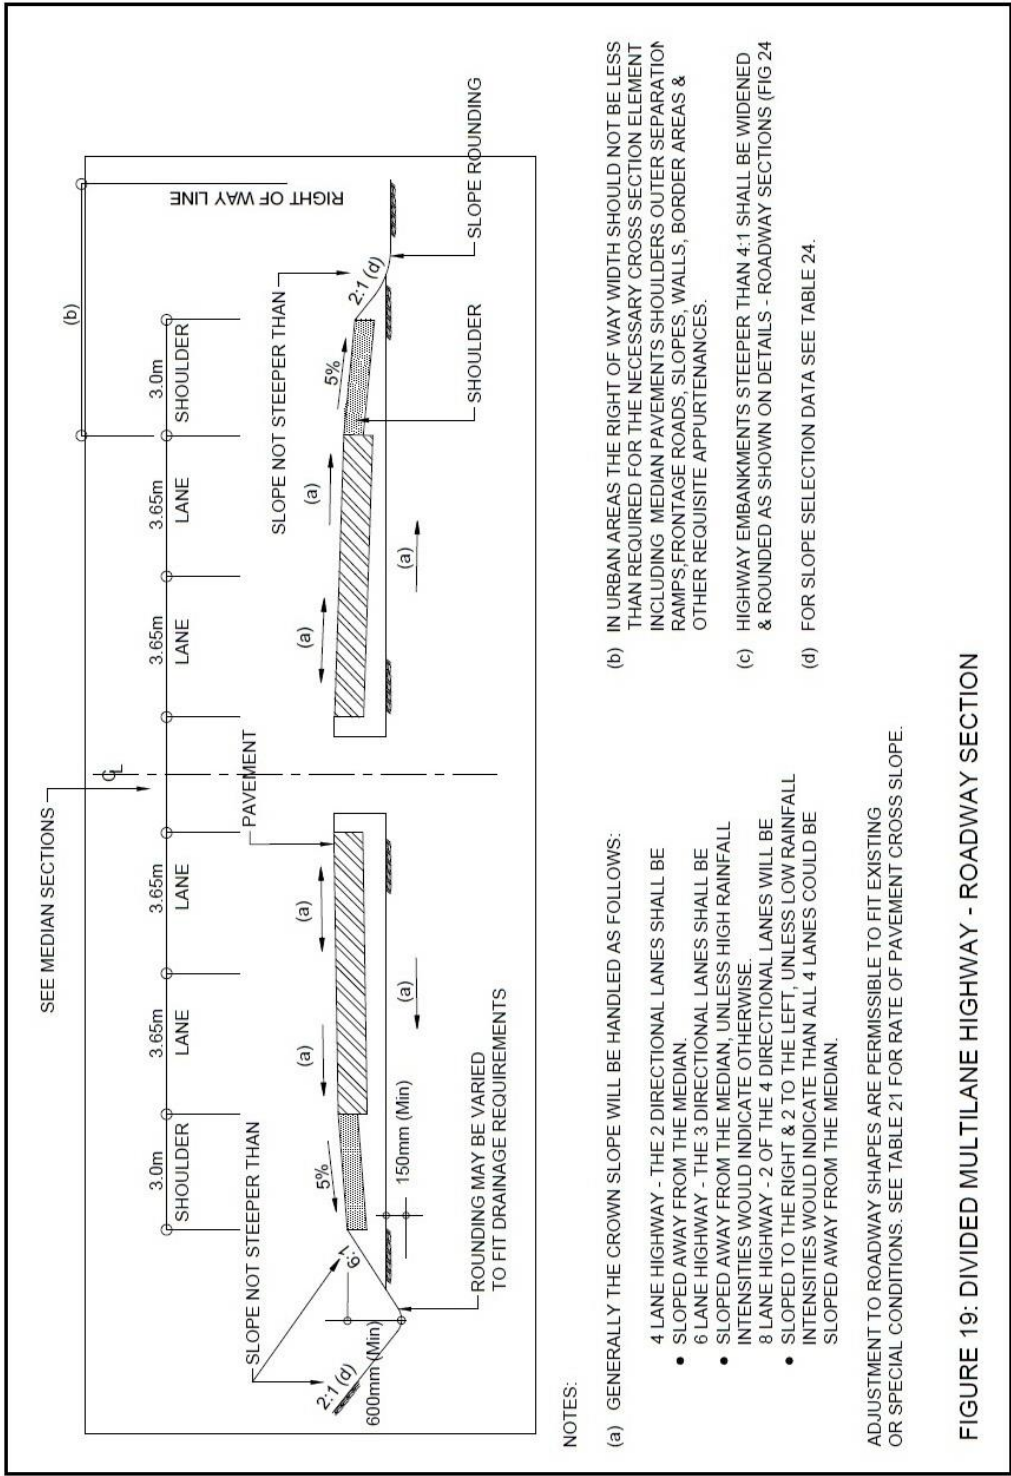 SEE MEDIAN SECTIONS
(b)
3.0m
SHOULDER
3.65m
LANE
3.65m
LANE
CL
3.65m
LANE
3.65m
LANE
3.0m
SHOULDER
RIGHT OF WAY LINE
SLOPE NOT STEEPER THAN
PAVEMENT
SLOPE NOT STEEPER THAN
2:1 (d)
6:1
5%
(a)
(a)
(a)
(a)
5%
2:1 (d)
600mm (Min)
150mm (Min)
(a)
(a)
ROUNDING MAY BE VARIED
TO FIT DRAINAGE REQUIREMENTS
SHOULDER
SLOPE ROUNDING
NOTES:
(a) GENERALLY THE CROWN SLOPE WILL BE HANDLED AS FOLLOWS:
4 LANE HIGHWAY - THE 2 DIRECTIONAL LANES SHALL BE
• SLOPED AWAY FROM THE MEDIAN.
6 LANE HIGHWAY - THE 3 DIRECTIONAL LANES SHALL BE
• SLOPED AWAY FROM THE MEDIAN, UNLESS HIGH RAINFALL
INTENSITIES WOULD INDICATE OTHERWISE.
8 LANE HIGHWAY - 2 OF THE 4 DIRECTIONAL LANES WILL BE
• SLOPED TO THE RIGHT & 2 TO THE LEFT, UNLESS LOW RAINFALL
INTENSITIES WOULD INDICATE THAN ALL 4 LANES COULD BE
SLOPED AWAY FROM THE MEDIAN.
ADJUSTMENT TO ROADWAY SHAPES ARE PERMISSIBLE TO FIT EXISTING
OR SPECIAL CONDITIONS. SEE TABLE 21 FOR RATE OF PAVEMENT CROSS SLOPE.
(b) IN URBAN AREAS THE RIGHT OF WAY WIDTH SHOULD NOT BE LESS
THAN REQUIRED FOR THE NECESSARY CROSS SECTION ELEMENT
INCLUDING MEDIAN PAVEMENTS SHOULDERS OUTER SEPARATION
RAMPS,FRONTAGE ROADS, SLOPES, WALLS, BORDER AREAS &
OTHER REQUISITE APPURTENANCES.
(c) HIGHWAY EMBANKMENTS STEEPER THAN 4:1 SHALL BE WIDENED
& ROUNDED AS SHOWN ON DETAILS - ROADWAY SECTIONS (FIG 24
(d) FOR SLOPE SELECTION DATA SEE TABLE 24.
FIGURE 19: DIVIDED MULTILANE HIGHWAY - ROADWAY SECTION